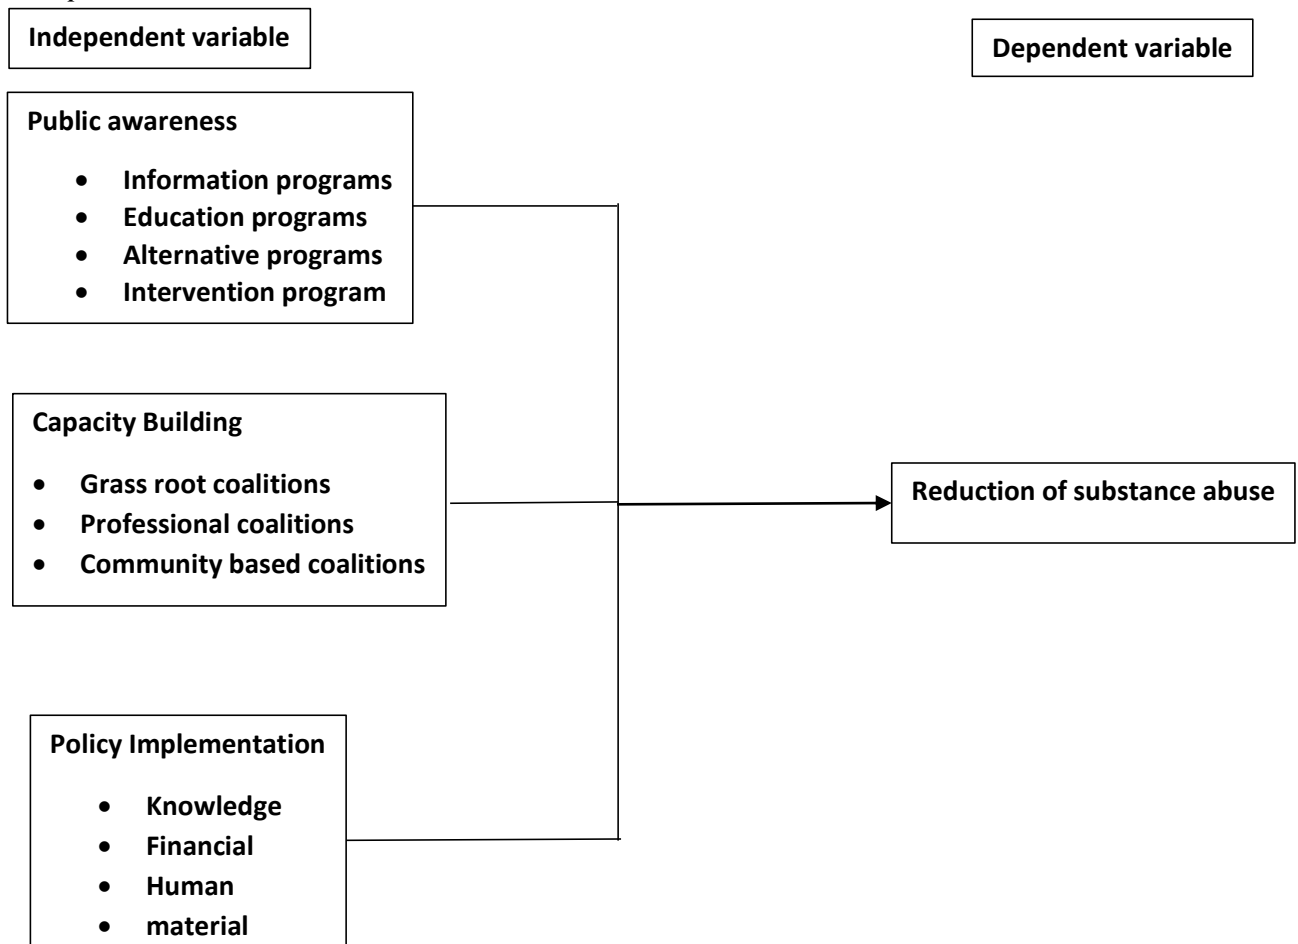 Independent variable
Dependent variable
Public awareness
• Information programs
• Education programs
• Alternative programs
• Intervention program
Capacity Building
• Grass root coalitions
• Professional coalitions
• Community based coalitions
Reduction of substance abuse
Policy Implementation
• Knowledge
• Financial
• Human
• material